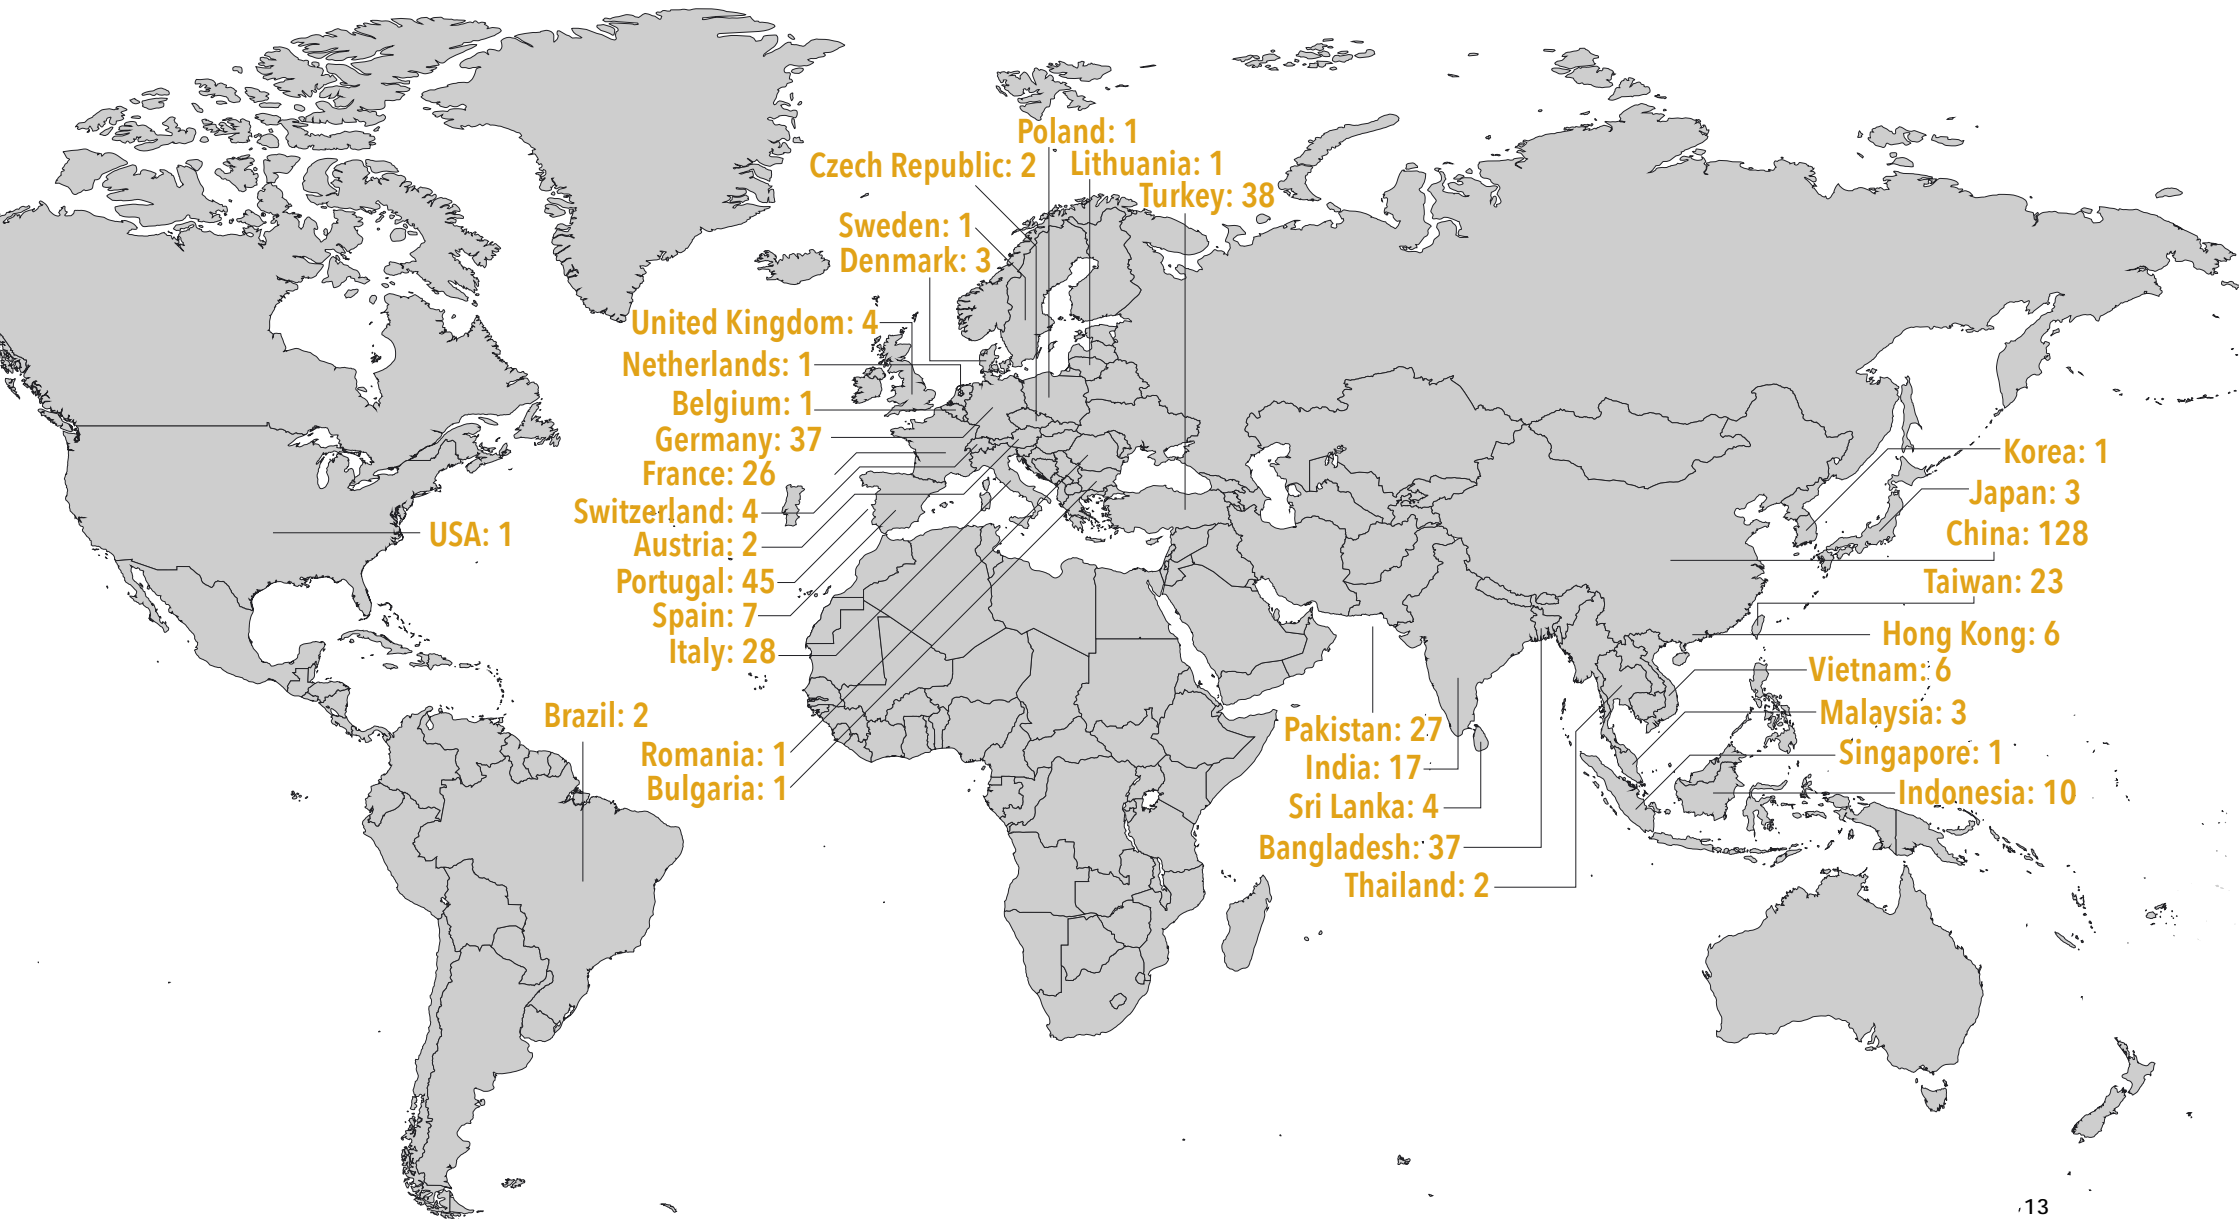 Poland: 1
Czech Republic: 2
Lithuania: 1
Turkey: 38
Sweden: 1
Denmark: 3
United Kingdom: 4
Netherlands: 1
Belgium: 1
Germany: 37
France: 26
Switzerland: 4
Austria: 2
Portugal: 45
Spain: 7
Italy: 28
USA: 1
Brazil: 2
Romania: 1
Bulgaria: 1
Korea: 1
Japan: 3
China: 128
Taiwan: 23
Hong Kong: 6
Vietnam: 6
Malaysia: 3
Singapore: 1
Indonesia: 10
Pakistan: 27
India: 17
Sri Lanka: 4
Bangladesh: 37
Thailand: 2
13